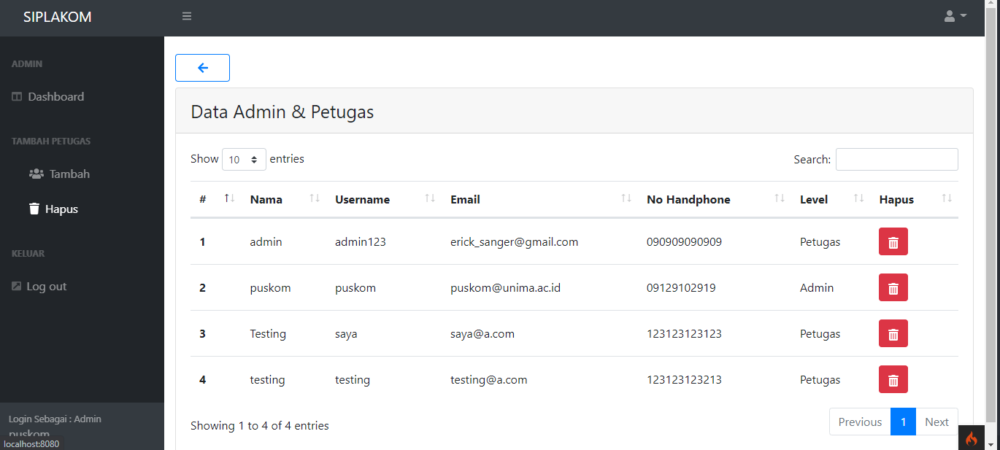 SIPLAKOM
ADMIN
Dashboard
TAMBAH PETUGAS
Tambah
Hapus
KELUAR
Log out
Login Sebagai : Admin
puskom
localhost:8080
Data Admin & Petugas
Show 10 entries Search:
# Nama Username Email No Handphone Level Hapus
1 admin admin123 erick_sanger@gmail.com 090909090909 Petugas
2 puskom puskom puskom@unima.ac.id 09129102919 Admin
3 Testing saya saya@a.com 123123123123 Petugas
4 testing testing testing@a.com 123123123213 Petugas
Showing 1 to 4 of 4 entries Previous 1 Next